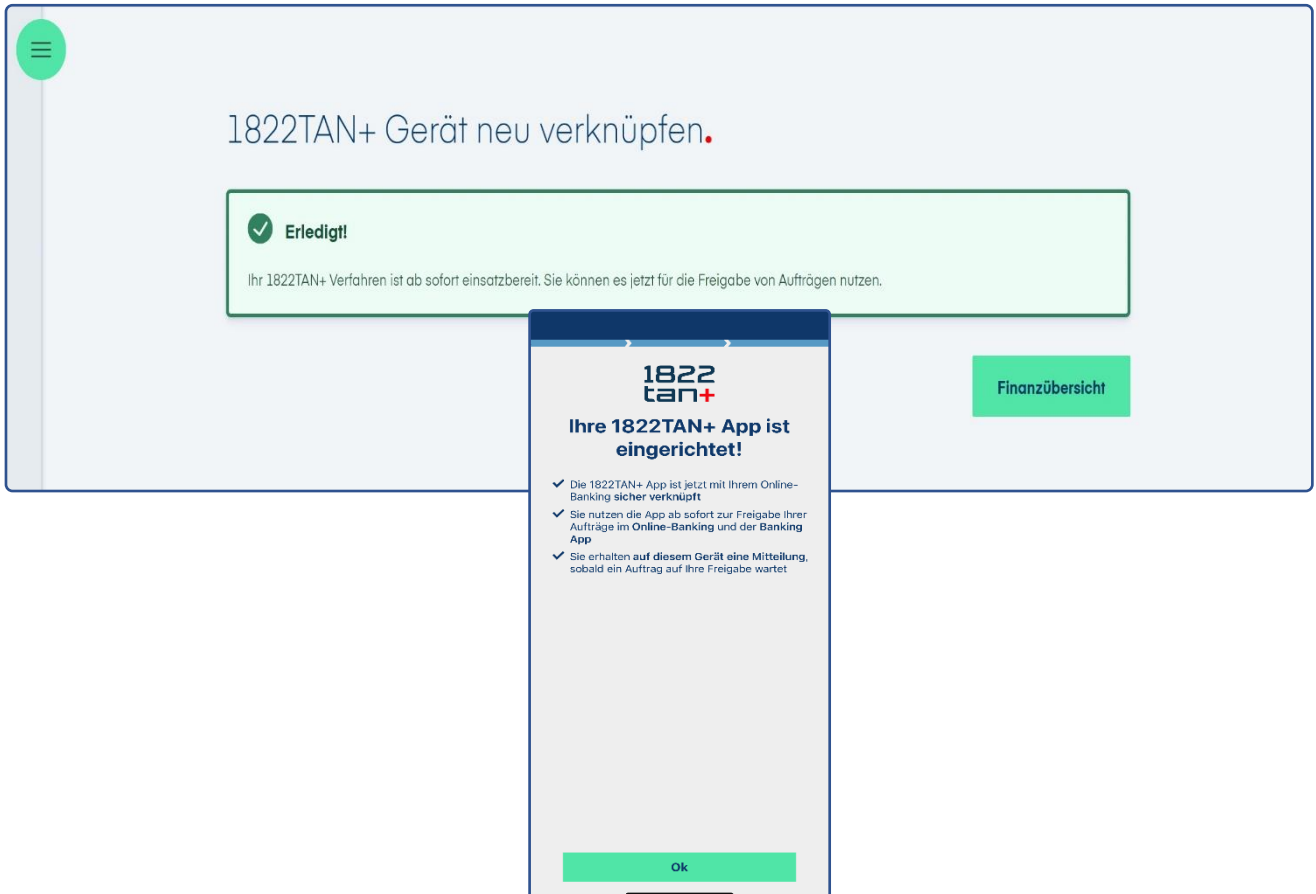 1822TAN+ Gerät neu verknüpfen.
Erledigt!
Ihr 1822TAN+ Verfahren ist ab sofort einsatzbereit. Sie können es jetzt für die Freigabe von Aufträgen nutzen.
Finanzübersicht
1822
tan+
Ihre 1822TAN+ App ist
eingerichtet!
Die 1822TAN+ App ist jetzt mit Ihrem Online-
Banking sicher verknüpft
Sie nutzen die App ab sofort zur Freigabe Ihrer
Aufträge im Online-Banking und der Banking
App
Sie erhalten auf diesem Gerät eine Mitteilung,
sobald ein Auftrag auf Ihre Freigabe wartet
Ok